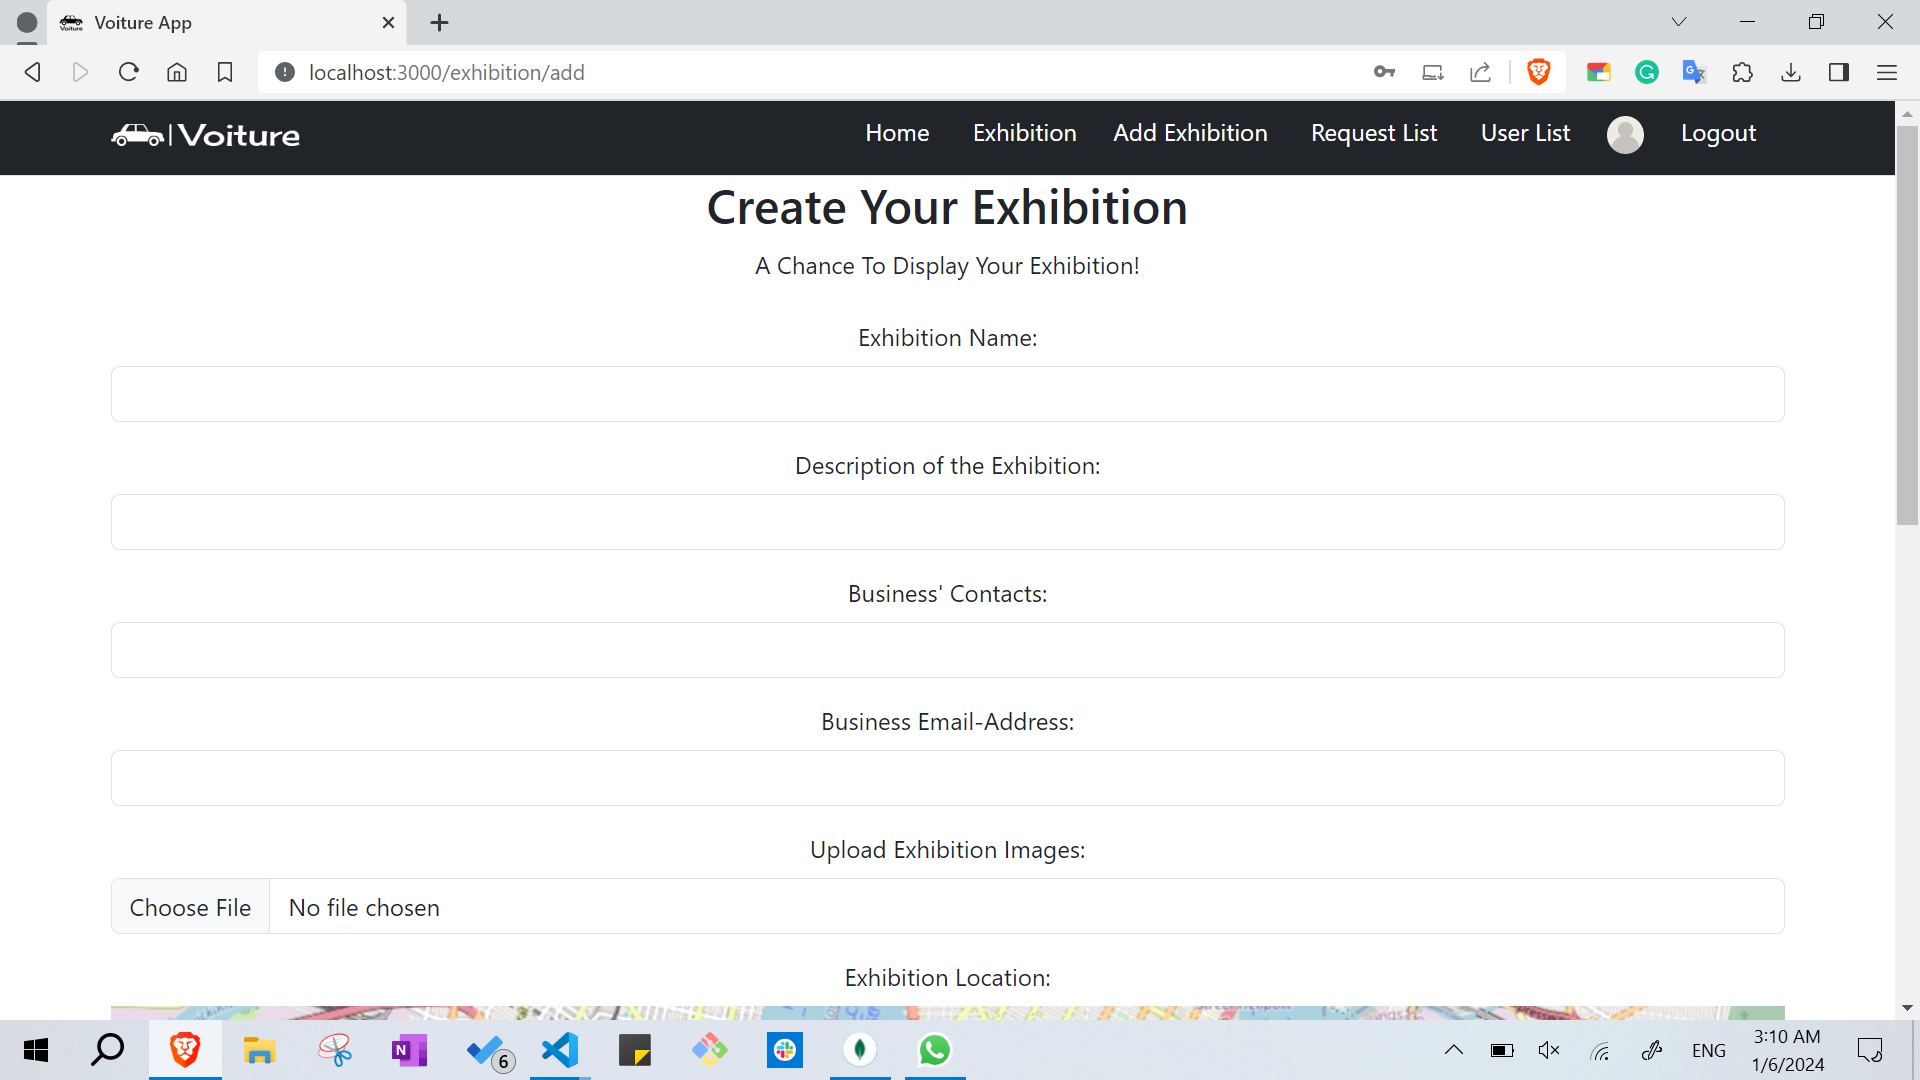 Voiture App
localhost:3000/exhibition/add
Voiture
Home Exhibition Add Exhibition Request List User List Logout
Create Your Exhibition
A Chance To Display Your Exhibition!
Exhibition Name:
Description of the Exhibition:
Business' Contacts:
Business Email-Address:
Upload Exhibition Images:
Choose File No file chosen
Exhibition Location:
6
ENG
3:10 AM
1/6/2024